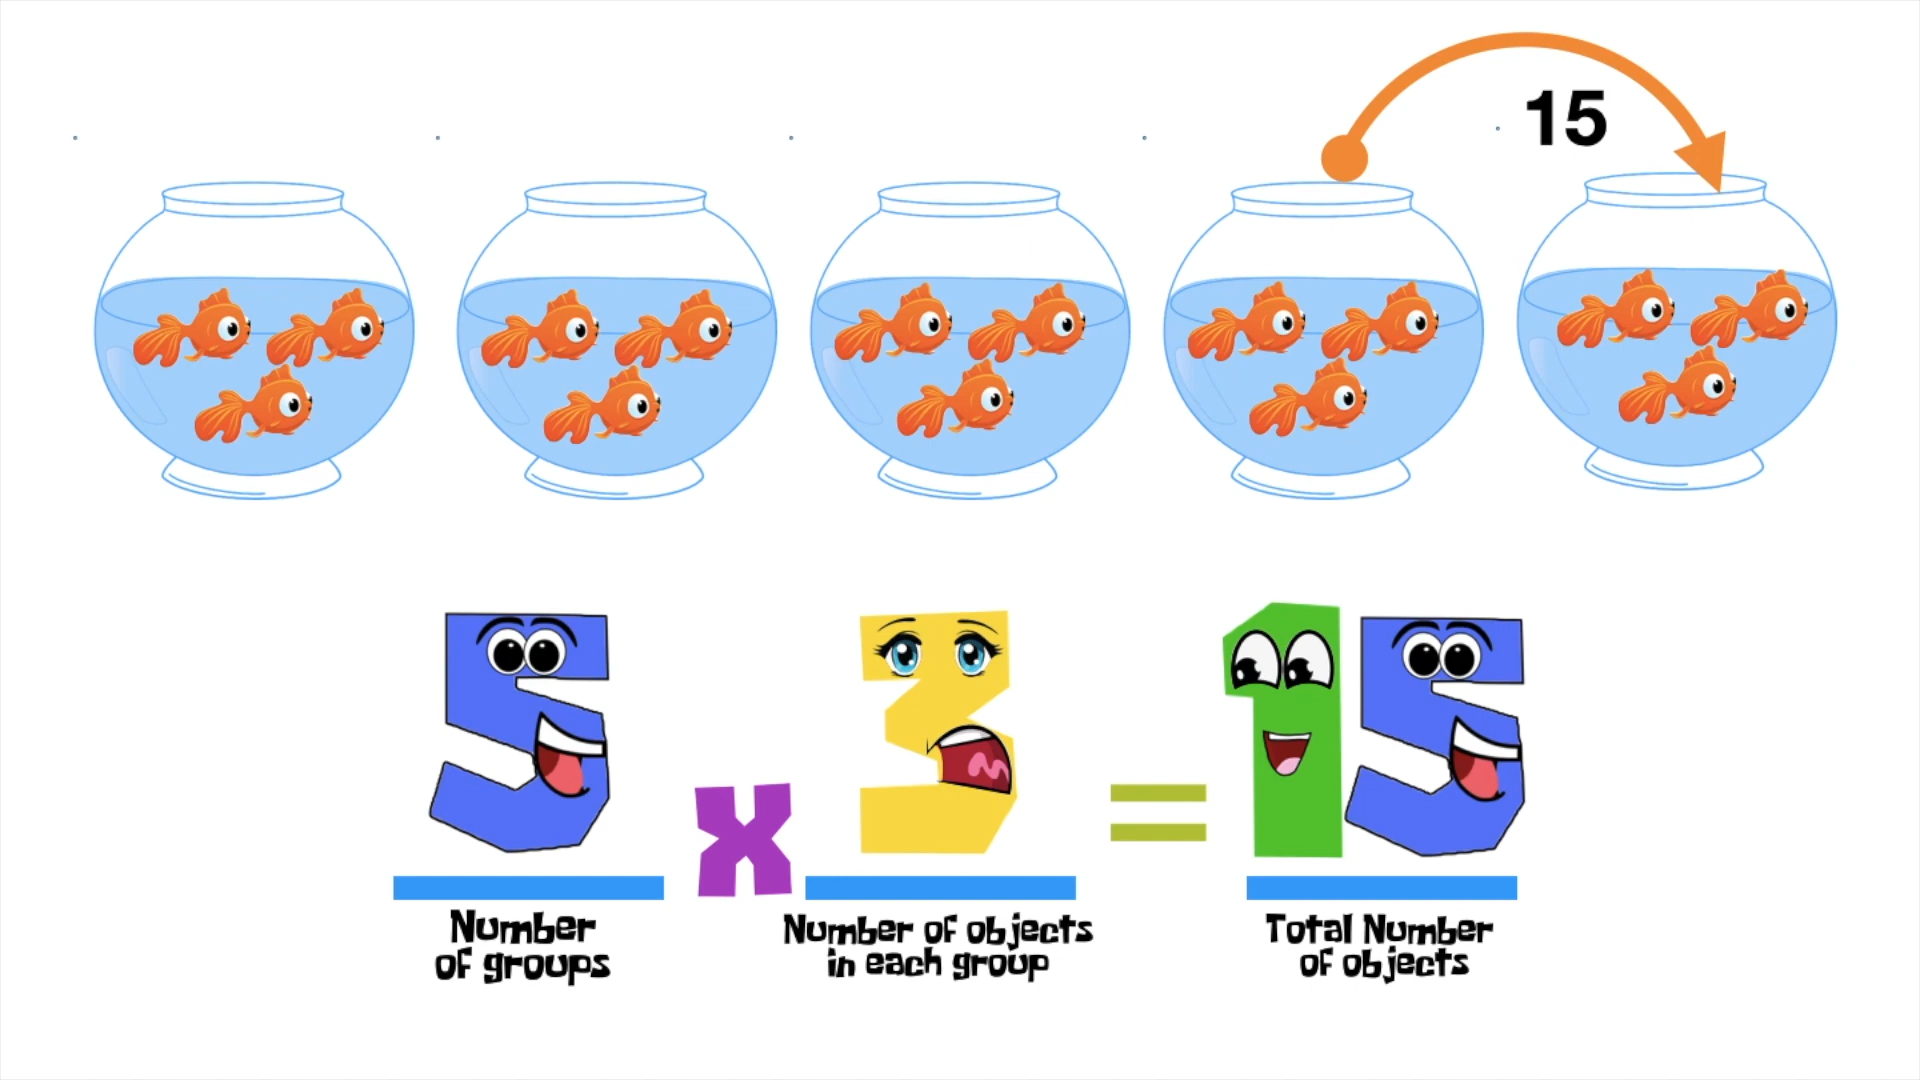 15
5 x 3 = 15
Number Number of objects Total Number
of groups in each group of objects